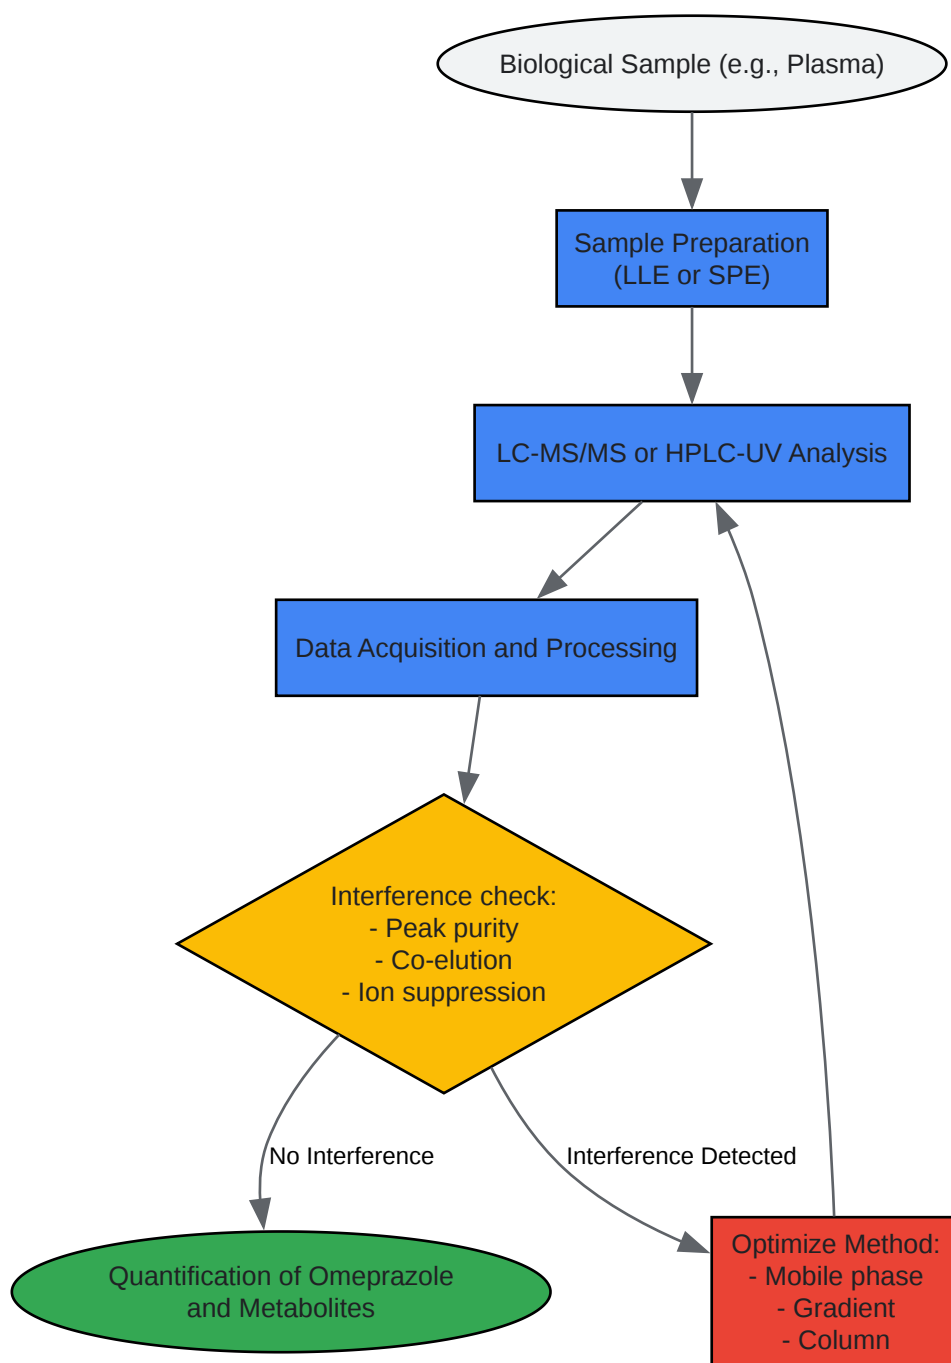 Biological Sample (e.g., Plasma)
Sample Preparation
(LLE or SPE)
LC-MS/MS or HPLC-UV Analysis
Data Acquisition and Processing
Interference check:
- Peak purity
- Co-elution
- Ion suppression
No Interference
Interference Detected
Quantification of Omeprazole
and Metabolites
Optimize Method:
- Mobile phase
- Gradient
- Column